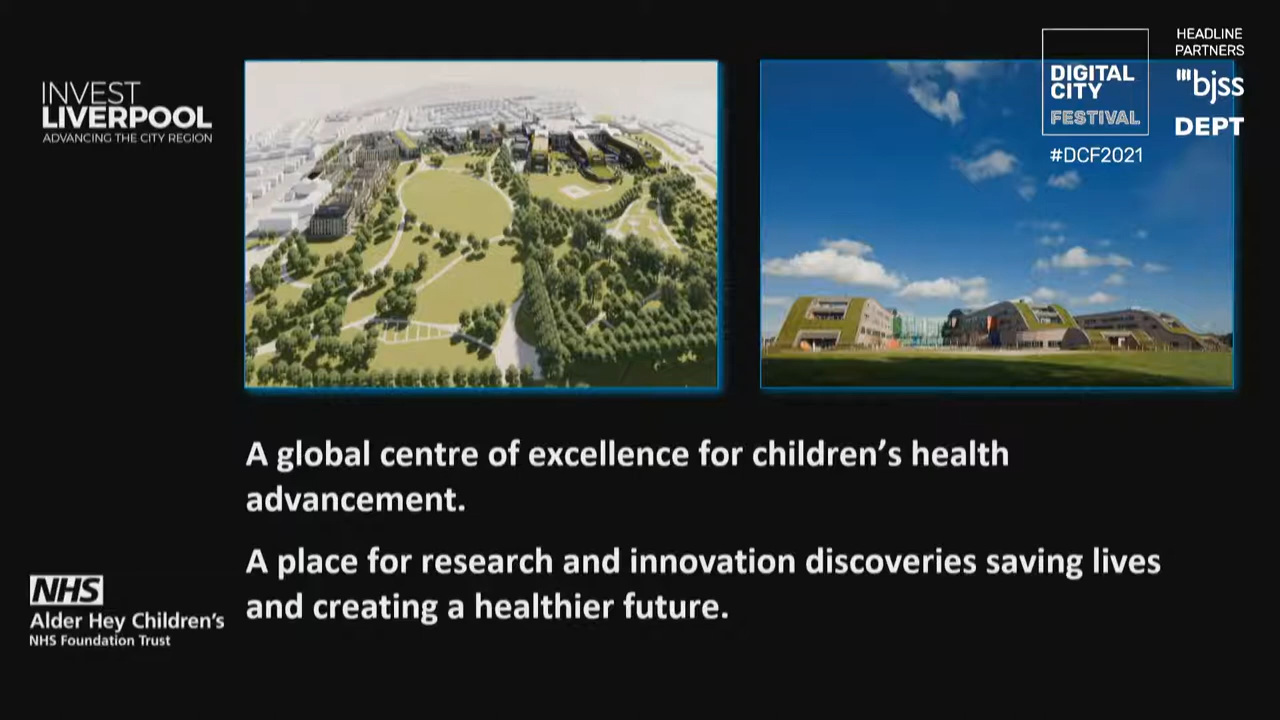 INVEST
LIVERPOOL
ADVANCING THE CITY REGION
DIGITAL
CITY
FESTIVAL
#DCF2021
HEADLINE
PARTNERS
bjss
DEPT
A global centre of excellence for children’s health
advancement.
A place for research and innovation discoveries saving lives
and creating a healthier future.
NHS
Alder Hey Children's
NHS Foundation Trust